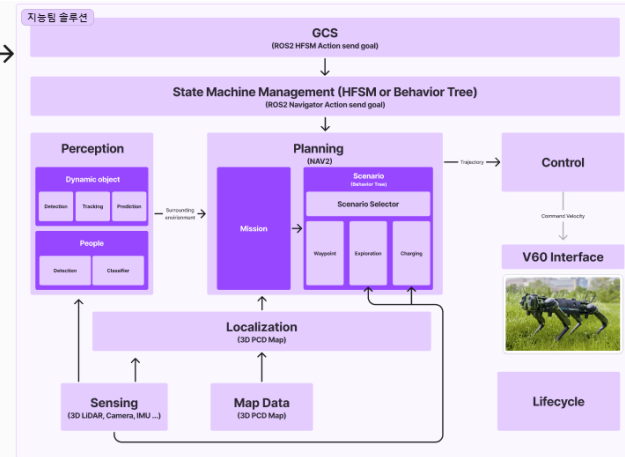 지능팀 솔루션
GCS
(ROS2 HFSM Action send goal)
State Machine Management (HFSM or Behavior Tree)
(ROS2 Navigator Action send goal)
Perception
Dynamic object
Detection
Tracking
Prediction
People
Detection
Classifier
Surrounding
environment
Planning
(NAV2)
Mission
Scenario
(Behavior Tree)
Scenario Selector
Waypoint
Exploration
Charging
Trajectory
Control
Command Velocity
V60 Interface
Localization
(3D PCD Map)
Sensing
(3D LiDAR, Camera, IMU ...)
Map Data
(3D PCD Map)
Lifecycle